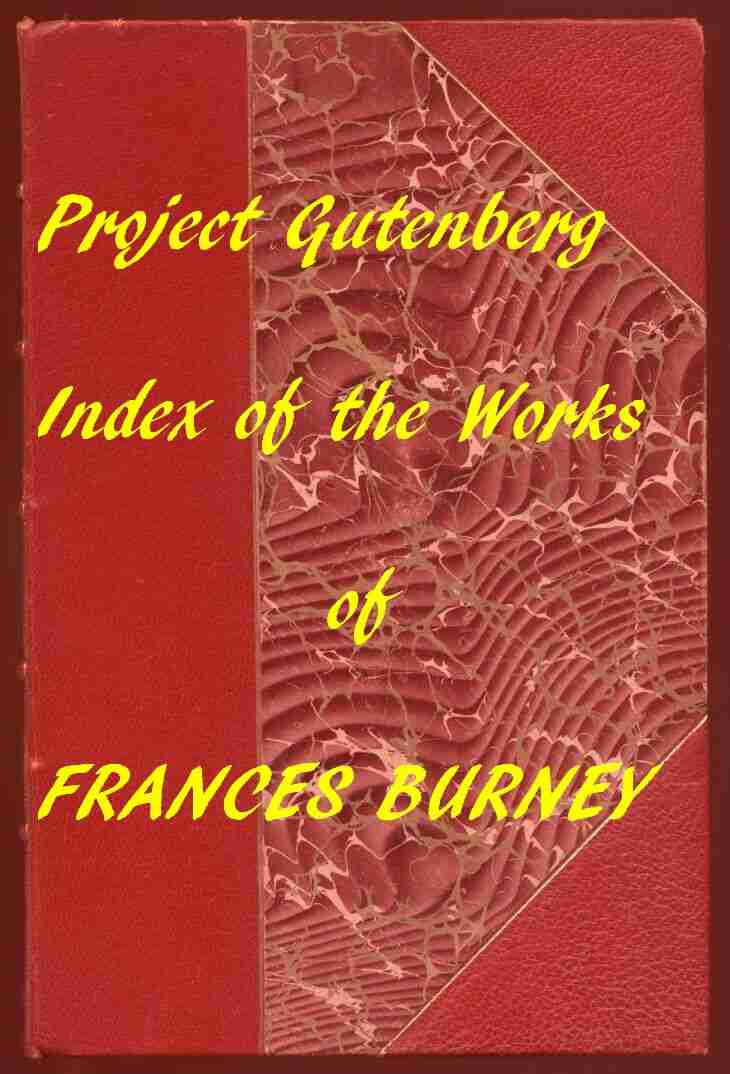 Project Gutenberg
Index of the Works
of
FRANCES BURNEY